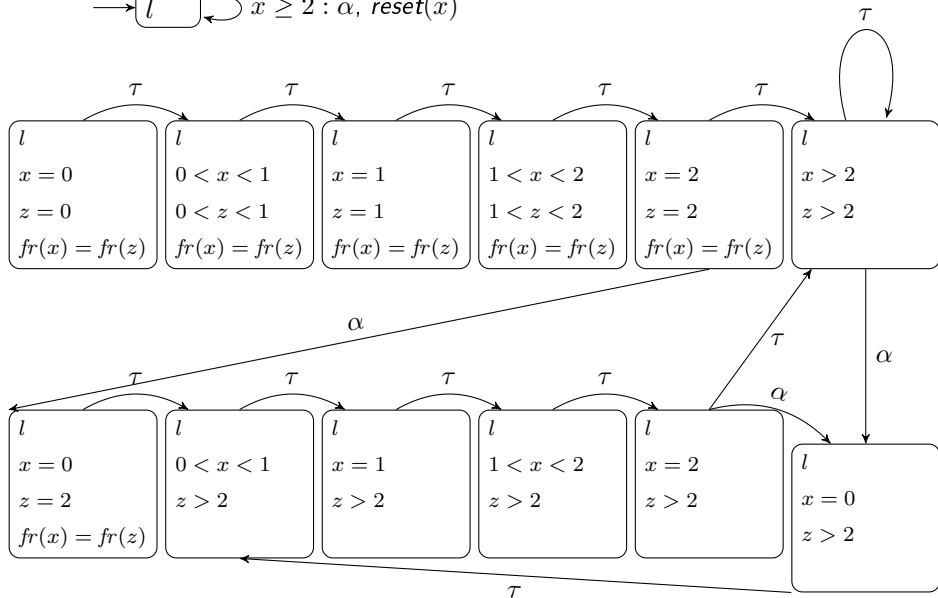 l x ≥ 2 : α, reset(x)
τ
τ τ τ τ τ
l
x = 0
z = 0
fr(x) = fr(z)
l
0 < x < 1
0 < z < 1
fr(x) = fr(z)
l
x = 1
z = 1
fr(x) = fr(z)
l
1 < x < 2
1 < z < 2
fr(x) = fr(z)
l
x = 2
z = 2
fr(x) = fr(z)
l
x > 2
z > 2
α
τ
α
τ τ τ τ
α
l
x = 0
z = 2
fr(x) = fr(z)
l
0 < x < 1
z > 2
l
x = 1
z > 2
l
1 < x < 2
z > 2
l
x = 2
z > 2
l
x = 0
z > 2
τ